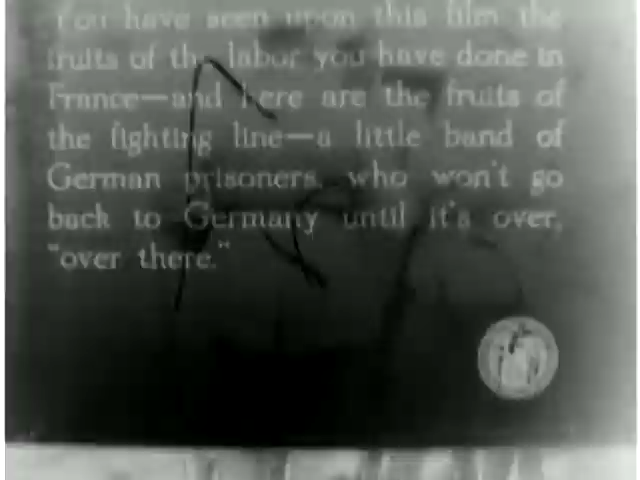 You have seen upon this film the
fruits of the labor you have done in
France—and here are the fruits of
the fighting line—a little band of
German prisoners, who won't go
back to Germany until it's over,
"over there."